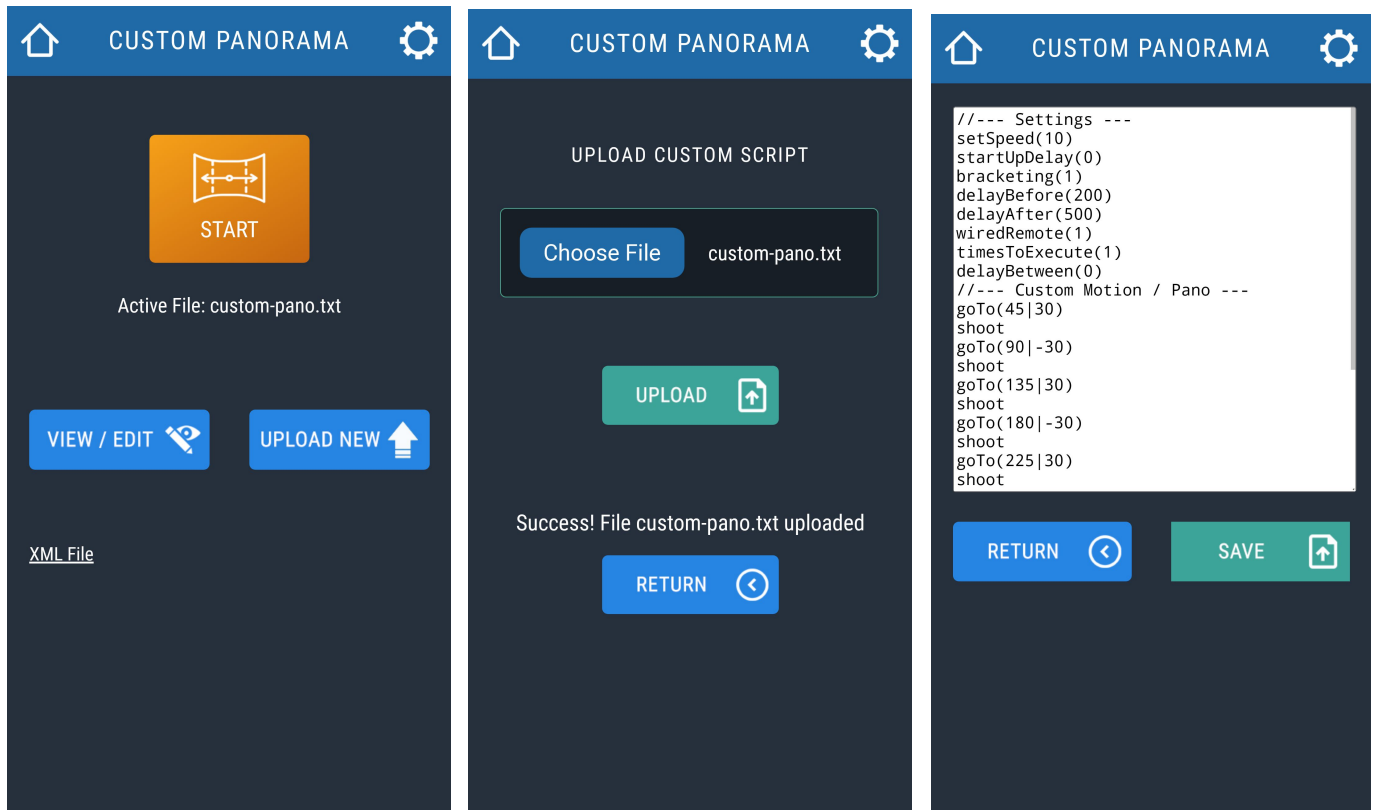 CUSTOM PANORAMA
START
Active File: custom-pano.txt
VIEW / EDIT
UPLOAD NEW
XML File
CUSTOM PANORAMA
UPLOAD CUSTOM SCRIPT
Choose File custom-pano.txt
UPLOAD
Success! File custom-pano.txt uploaded
RETURN
CUSTOM PANORAMA
//--- Settings ---
setSpeed(10)
startUpDelay(0)
bracketing(1)
delayBefore(200)
delayAfter(500)
wiredRemote(1)
timesToExecute(1)
delayBetween(0)
//--- Custom Motion / Pano ---
goTo(45|30)
shoot
goTo(90|-30)
shoot
goTo(135|30)
shoot
goTo(180|-30)
shoot
goTo(225|30)
shoot
RETURN
SAVE